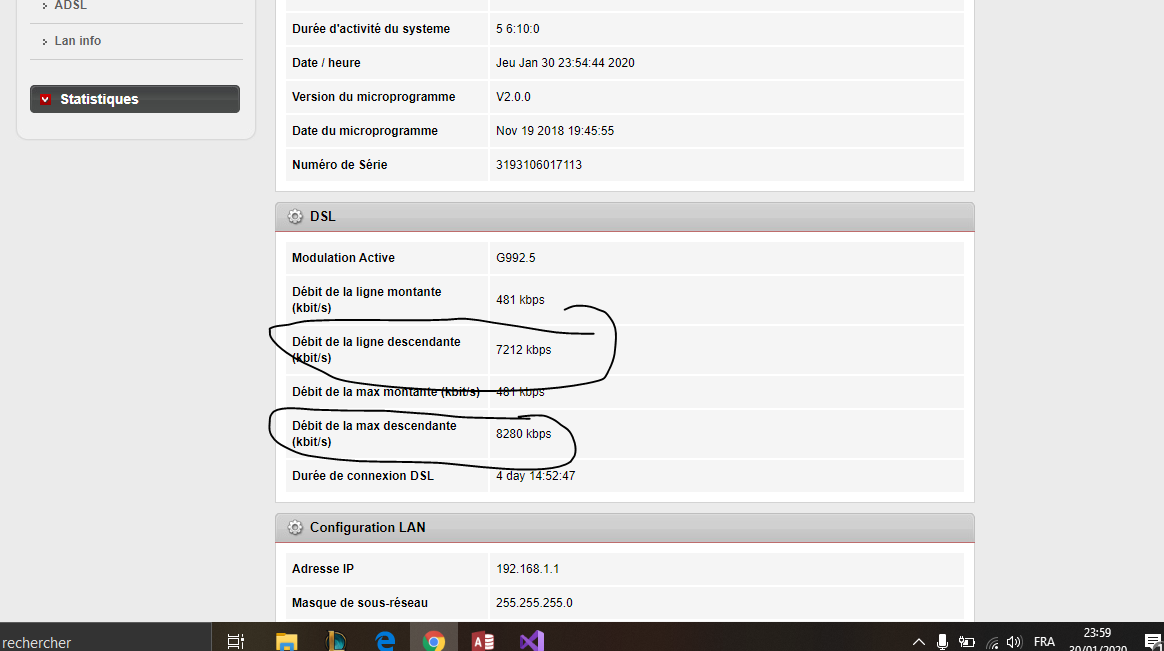 ADSL
Lan info
Statistiques
Durée d'activité du systeme 5 6:10:0
Date / heure Jeu Jan 30 23:54:44 2020
Version du microprogramme V2.0.0
Date du microprogramme Nov 19 2018 19:45:55
Numéro de Série 3193106017113
DSL
Modulation Active G992.5
Débit de la ligne montante
(kbit/s) 481 kbps
Débit de la ligne descendante
(kbit/s) 7212 kbps
Débit de la max montante (kbit/s) 481 kbps
Débit de la max descendante
(kbit/s) 8280 kbps
Durée de connexion DSL 4 day 14:52:47
Configuration LAN
Adresse IP 192.168.1.1
Masque de sous-réseau 255.255.255.0
rechercher
FRA
23:59
30/01/2020